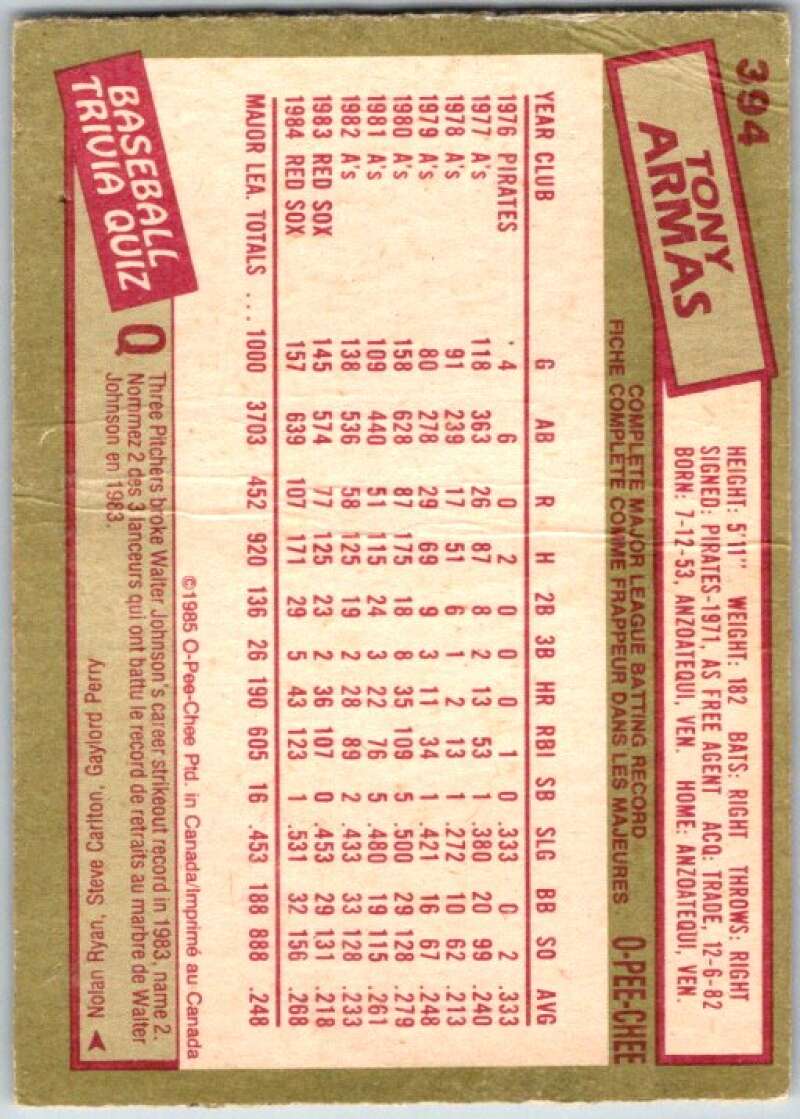 394
TONY
ARMAS
HEIGHT: 5'11" WEIGHT: 182 BATS: RIGHT THROWS: RIGHT
SIGNED: PIRATES-1971, AS FREE AGENT ACQ: TRADE, 12-6-82
BORN: 7-12-53, ANZOATEQUI, VEN. HOME: ANZOATEQUI, VEN.
COMPLETE MAJOR LEAGUE BATTING RECORD
FICHE COMPLETE COMME FRAPPEUR DANS LES MAJEURES. O-PEE-CHEE
YEAR CLUB G AB R H 2B 3B HR RBI SB SLG BB SO AVG
1976 PIRATES 4 6 0 2 0 0 0 1 0 .333 0 2 .333
1977 A's 118 363 26 87 8 2 13 53 1 .380 20 99 .240
1978 A's 91 239 17 51 6 1 2 13 1 .272 10 62 .213
1979 A's 80 278 29 69 9 3 11 34 1 .421 16 67 .248
1980 A's 158 628 87 175 18 8 35 109 5 .500 29 128 .279
1981 A's 109 440 51 115 24 3 22 76 5 .480 19 115 .261
1982 A's 138 536 58 125 19 2 28 89 2 .433 33 128 .233
1983 RED SOX 145 574 77 125 23 2 36 107 0 .453 29 131 .218
1984 RED SOX 157 639 107 171 29 5 43 123 1 .531 32 156 .268
MAJOR LEA. TOTALS ... 1000 3703 452 920 136 26 190 605 16 .453 188 888 .248
©1985 O-Pee-Chee Ptd. in Canada/Imprimé au Canada
BASEBALL
TRIVIA QUIZ
Q Three Pitchers broke Walter Johnson's career strikeout record in 1983, name 2.
Nommez 2 des 3 lanceurs qui ont battu le record de retraits au marbre de Walter
Johnson en 1983.
Nolan Ryan, Steve Carlton, Gaylord Perry